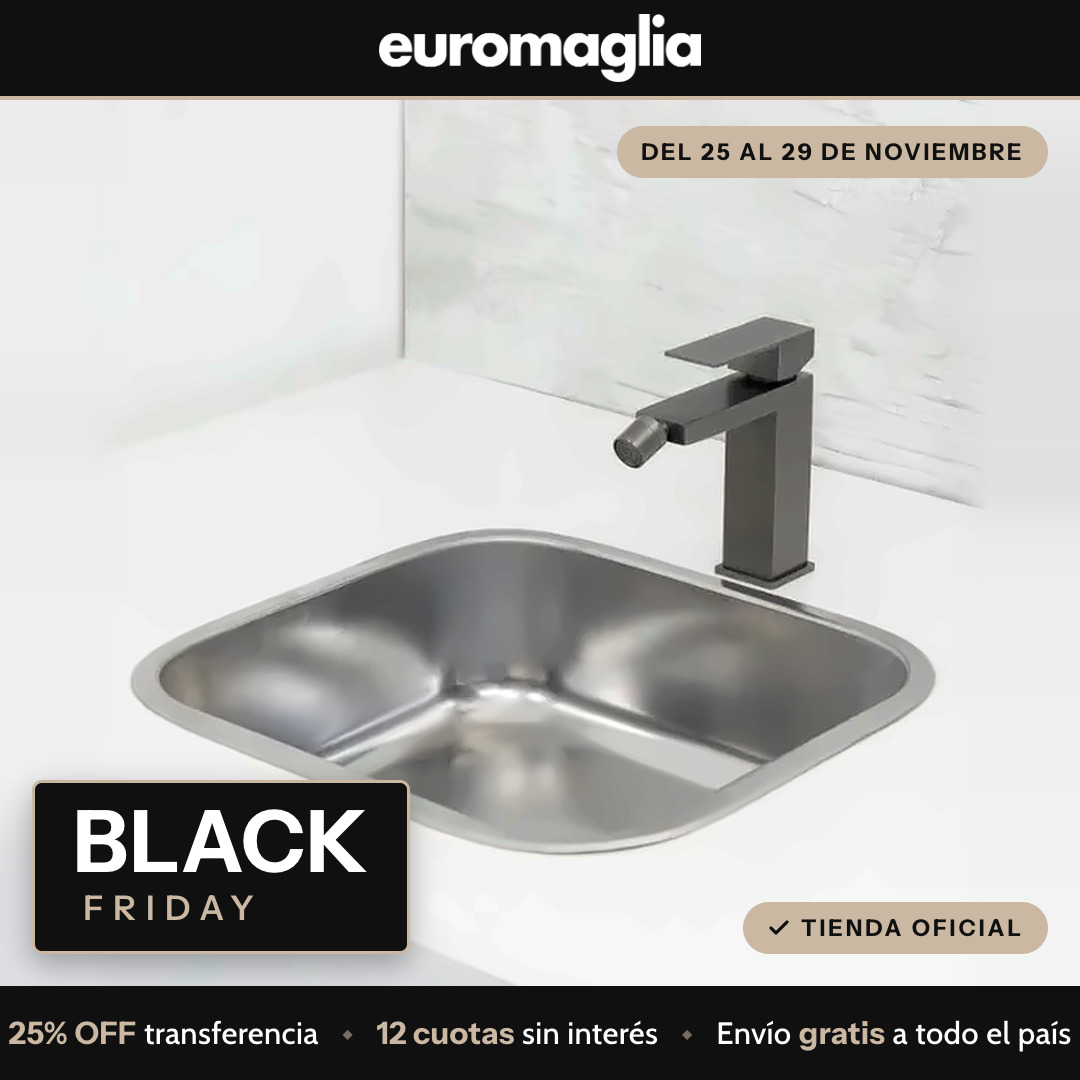 euromaglia
DEL 25 AL 29 DE NOVIEMBRE
BLACK
FRIDAY
TIENDA OFICIAL
25% OFF transferencia ◆ 12 cuotas sin interés ◆ Envío gratis a todo el país